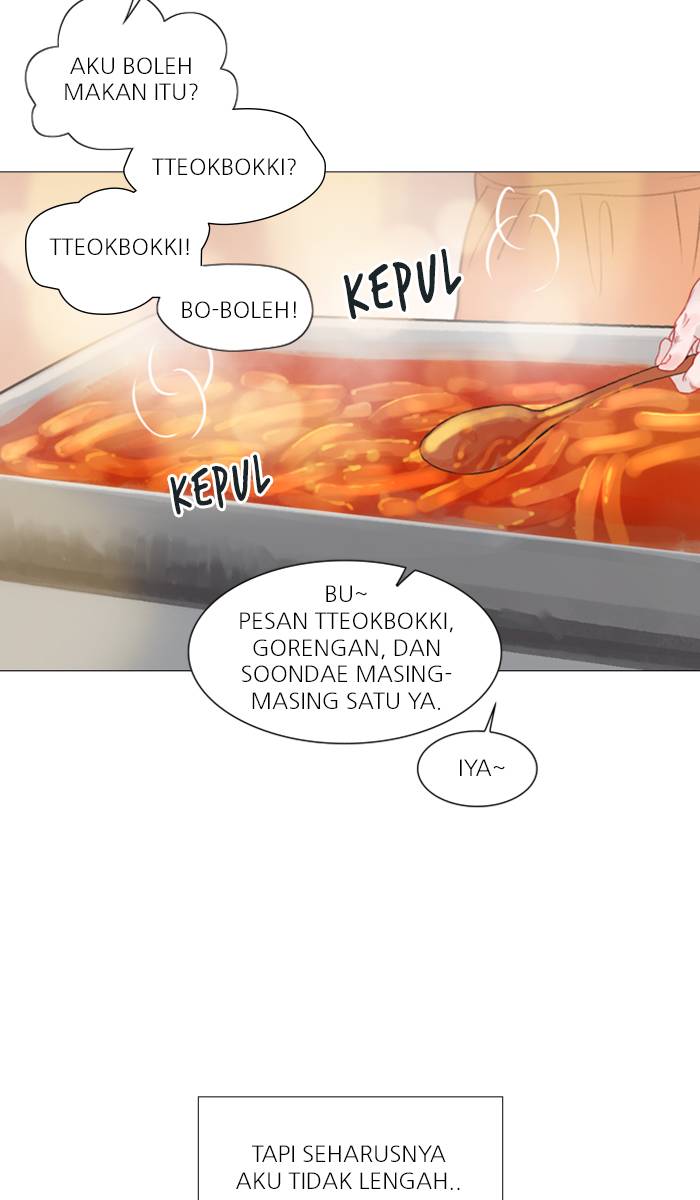 AKU BOLEH
MAKAN ITU?
TTEOKBOKKI?
TTEOKBOKKI!
BO-BOLEH!
KEPUL
KEPUL
BU~
PESAN TTEOKBOKKI,
GORENGAN, DAN
SOONDAE MASING-
MASING SATU YA.
IYA~
TAPI SEHARUSNYA
AKU TIDAK LENGAH..